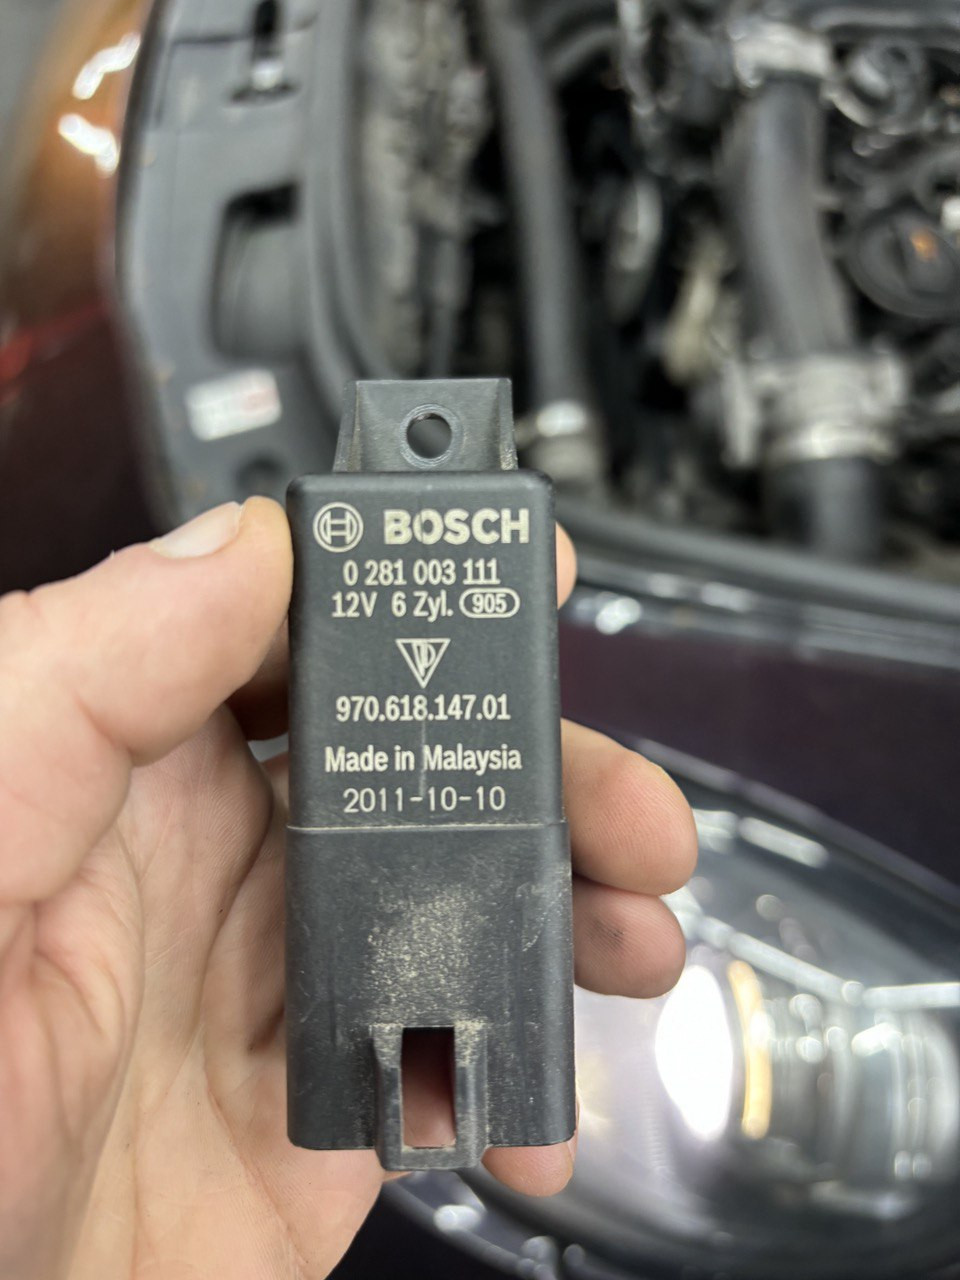 BOSCH
0 281 003 111
12V 6 Zyl. 905
970.618.147.01
Made in Malaysia
2011-10-10